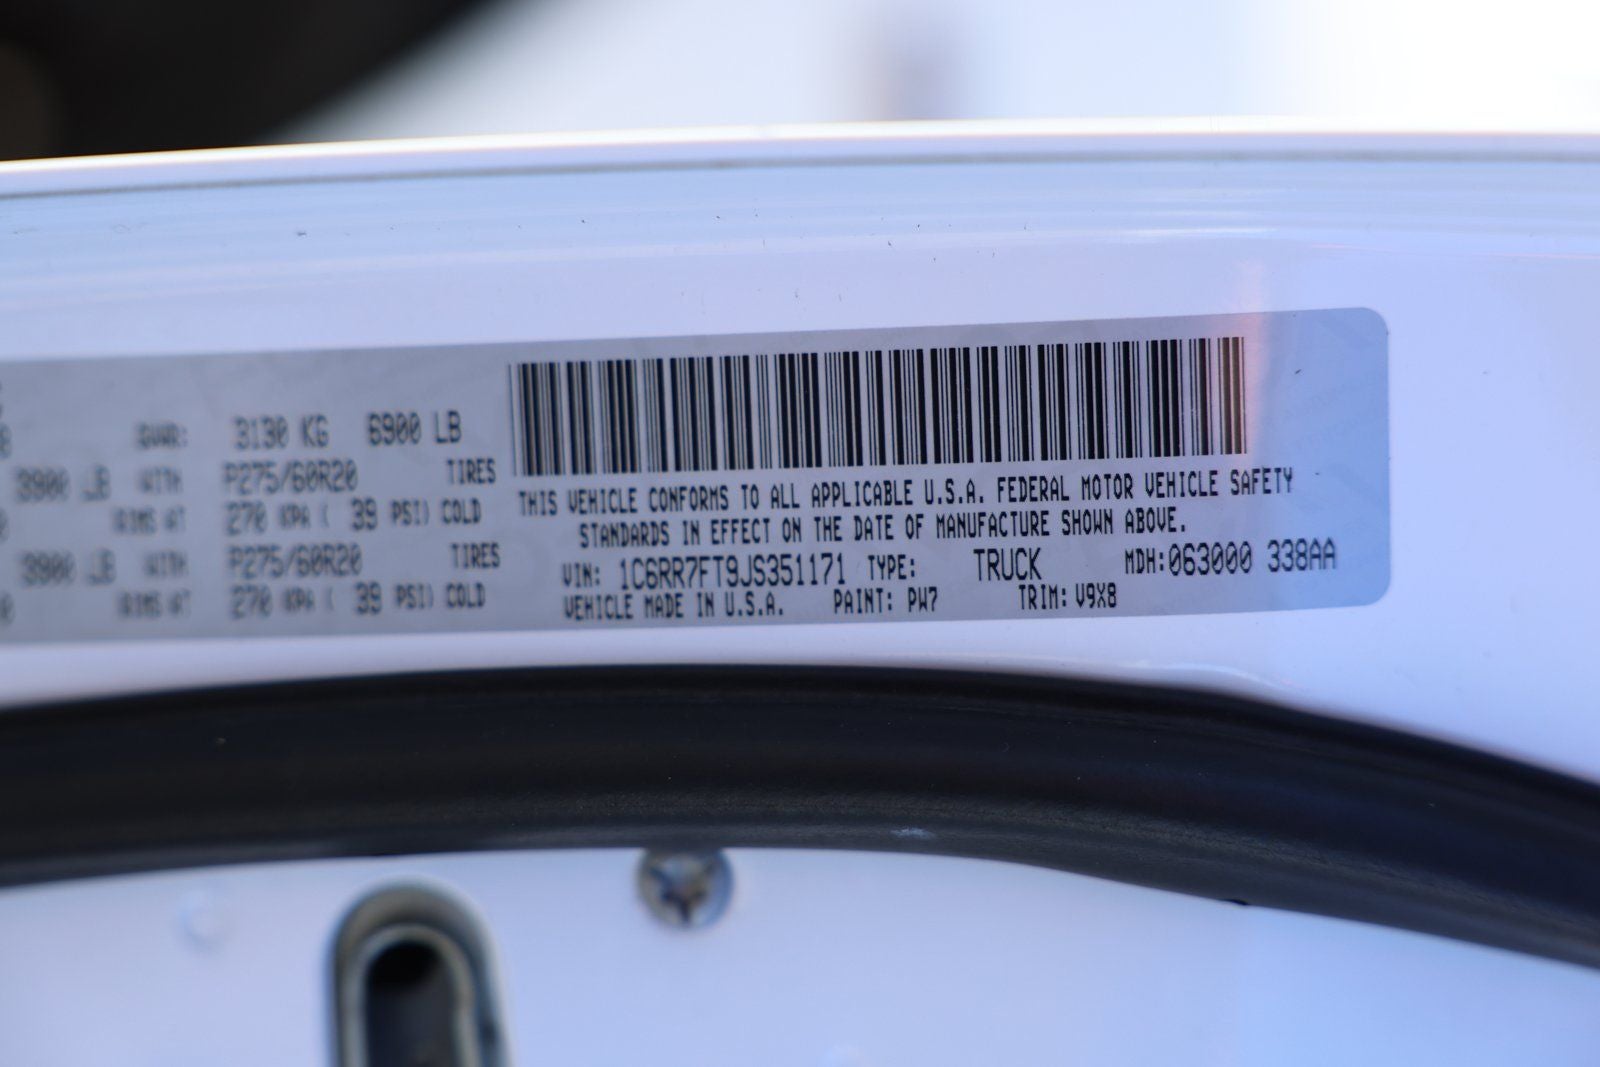 GVWR: 3130 KG 6900 LB
3900 LB WITH P275/60R20 TIRES
RIMS AT 270 KPA ( 39 PSI) COLD
3900 LB WITH P275/60R20 TIRES
RIMS AT 270 KPA ( 39 PSI) COLD
THIS VEHICLE CONFORMS TO ALL APPLICABLE U.S.A. FEDERAL MOTOR VEHICLE SAFETY
STANDARDS IN EFFECT ON THE DATE OF MANUFACTURE SHOWN ABOVE.
VIN: 1C6RR7FT9JS351171 TYPE: TRUCK MDH:063000 338AA
VEHICLE MADE IN U.S.A. PAINT: PW7 TRIM: V9X8